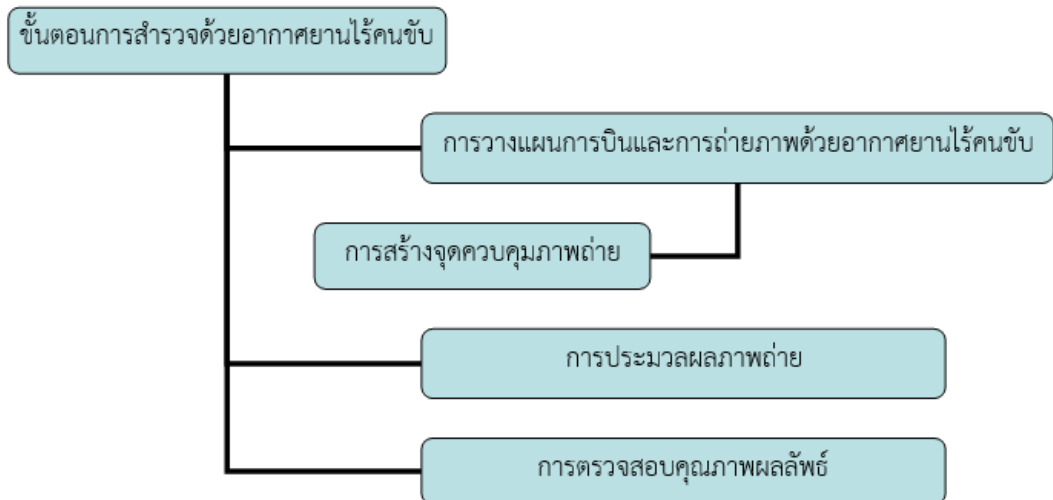 ขั้นตอนการสำรวจด้วยอากาศยานไร้คนขับ
การวางแผนการบินและการถ่ายภาพด้วยอากาศยานไร้คนขับ
การสร้างจุดควบคุมภาพถ่าย
การประมวลผลภาพถ่าย
การตรวจสอบคุณภาพผลลัพธ์